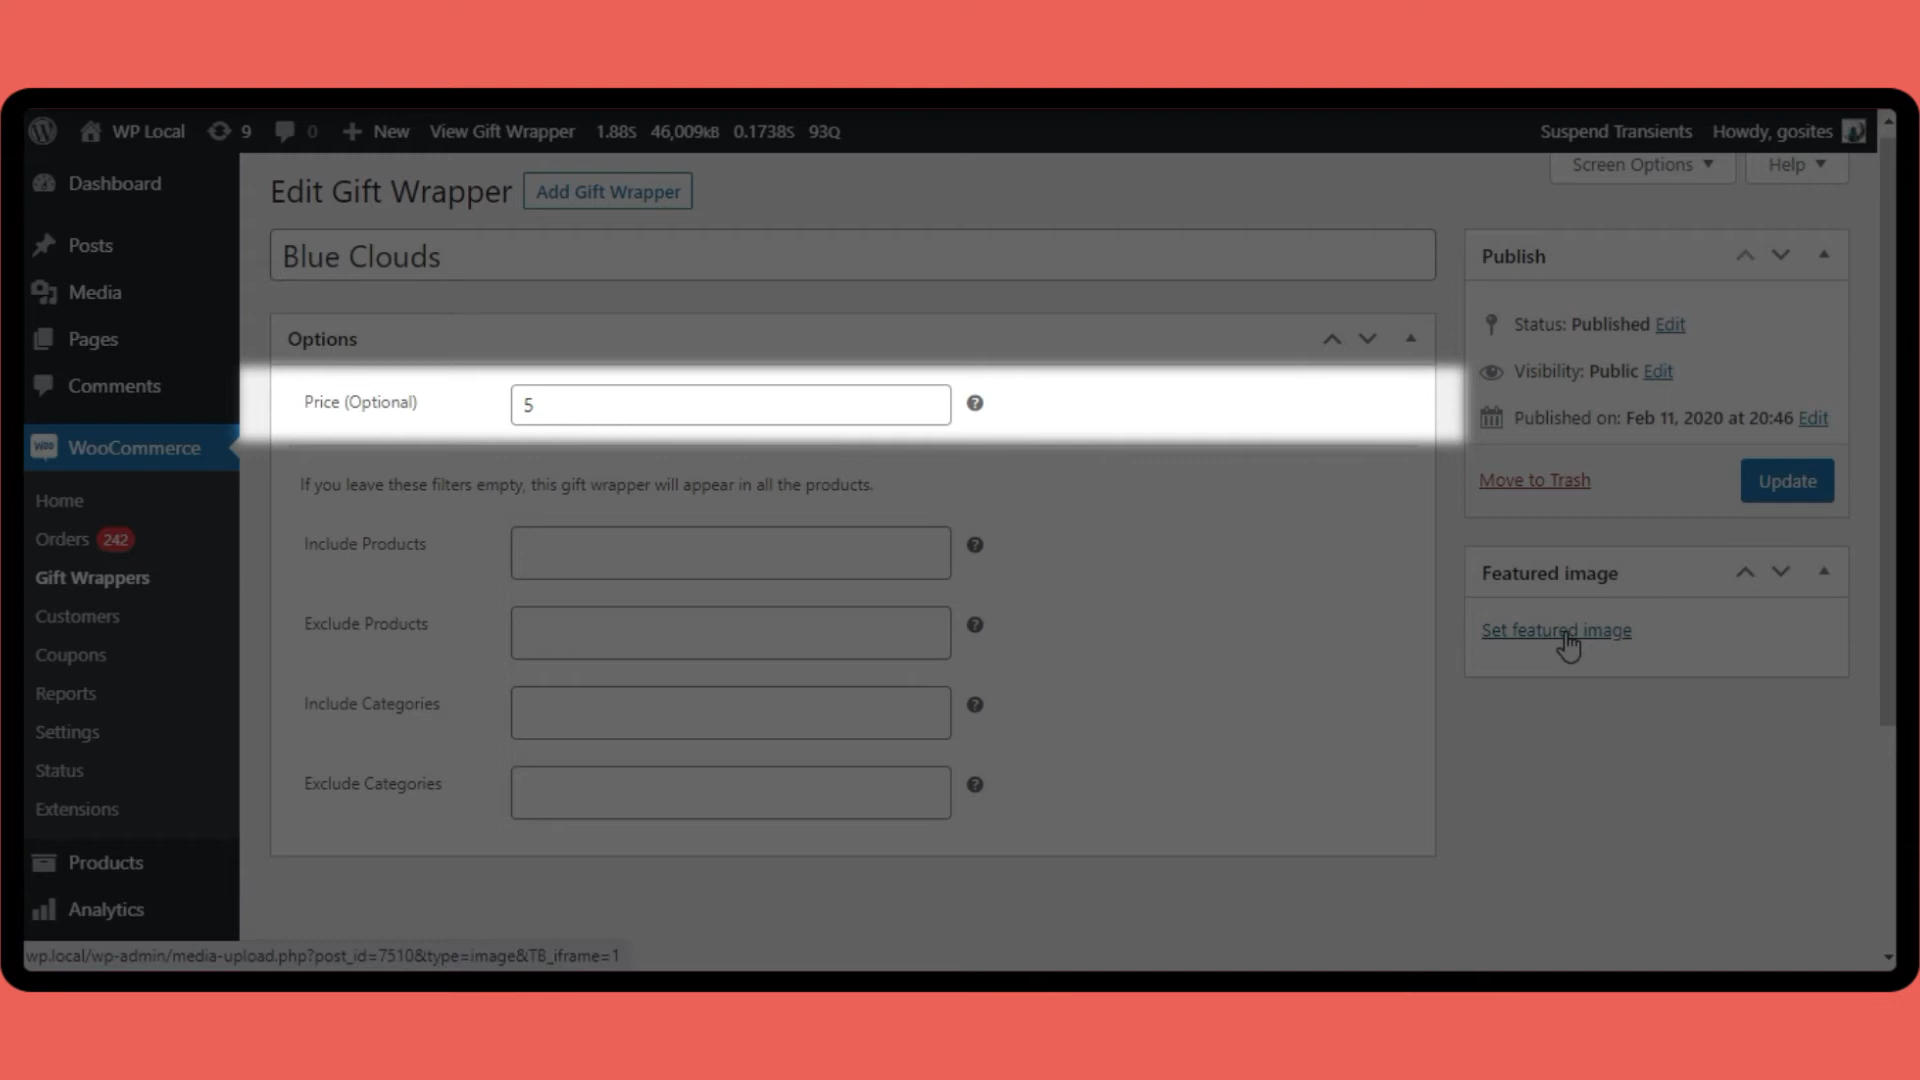 WP Local 9 0 New View Gift Wrapper 1.88s 46,009kB 0.1738s 93Q Suspend Transients Howdy, gosites
Screen Options Help
Dashboard
Posts
Media
Pages
Comments
Woo WooCommerce
Home
Orders 242
Gift Wrappers
Customers
Coupons
Reports
Settings
Status
Extensions
Products
Analytics
Edit Gift Wrapper Add Gift Wrapper
Blue Clouds
Options
Price (Optional) 5 ?
If you leave these filters empty, this gift wrapper will appear in all the products.
Include Products ?
Exclude Products ?
Include Categories ?
Exclude Categories ?
Publish
Status: Published Edit
Visibility: Public Edit
Published on: Feb 11, 2020 at 20:46 Edit
Move to Trash Update
Featured image
Set featured image
wp.local/wp-admin/media-upload.php?post_id=7510&type=image&TB_iframe=1